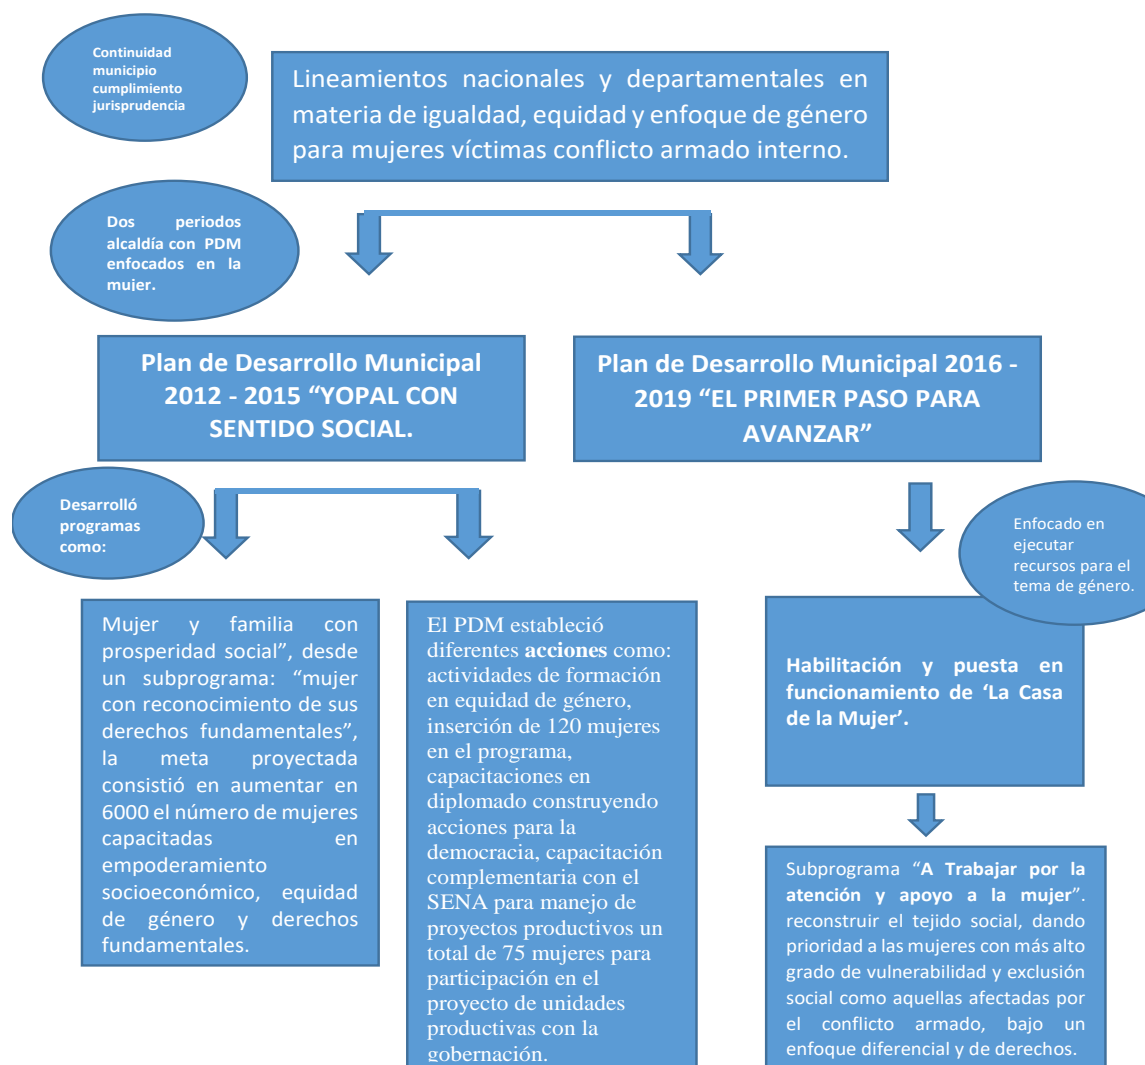 Continuidad
municipio
cumplimiento
jurisprudencia
Lineamientos nacionales y departamentales en
materia de igualdad, equidad y enfoque de género
para mujeres víctimas conflicto armado interno.
Dos periodos
alcaldía con PDM
enfocados en la
mujer.
Plan de Desarrollo Municipal
2012 - 2015 “YOPAL CON
SENTIDO SOCIAL.
Plan de Desarrollo Municipal 2016 -
2019 “EL PRIMER PASO PARA
AVANZAR”
Desarrolló
programas
como:
Enfocado en
ejecutar
recursos para el
tema de género.
Mujer y familia con
prosperidad social”, desde
un subprograma: “mujer
con reconocimiento de sus
derechos fundamentales”,
la meta proyectada
consistió en aumentar en
6000 el número de mujeres
capacitadas en
empoderamiento
socioeconómico, equidad
de género y derechos
fundamentales.
El PDM estableció
diferentes acciones como:
actividades de formación
en equidad de género,
inserción de 120 mujeres
en el programa,
capacitaciones en
diplomado construyendo
acciones para la
democracia, capacitación
complementaria con el
SENA para manejo de
proyectos productivos un
total de 75 mujeres para
participación en el
proyecto de unidades
productivas con la
gobernación.
Habilitación y puesta en
funcionamiento de ‘La Casa
de la Mujer’.
Subprograma “A Trabajar por la
atención y apoyo a la mujer”.
reconstruir el tejido social, dando
prioridad a las mujeres con más alto
grado de vulnerabilidad y exclusión
social como aquellas afectadas por
el conflicto armado, bajo un
enfoque diferencial y de derechos.